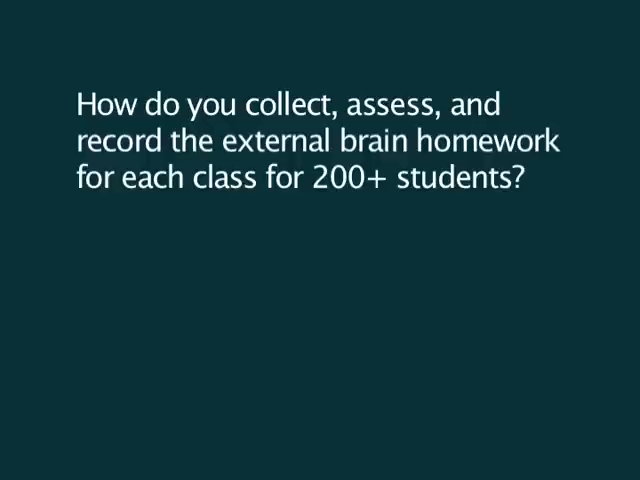 How do you collect, assess, and
record the external brain homework
for each class for 200+ students?